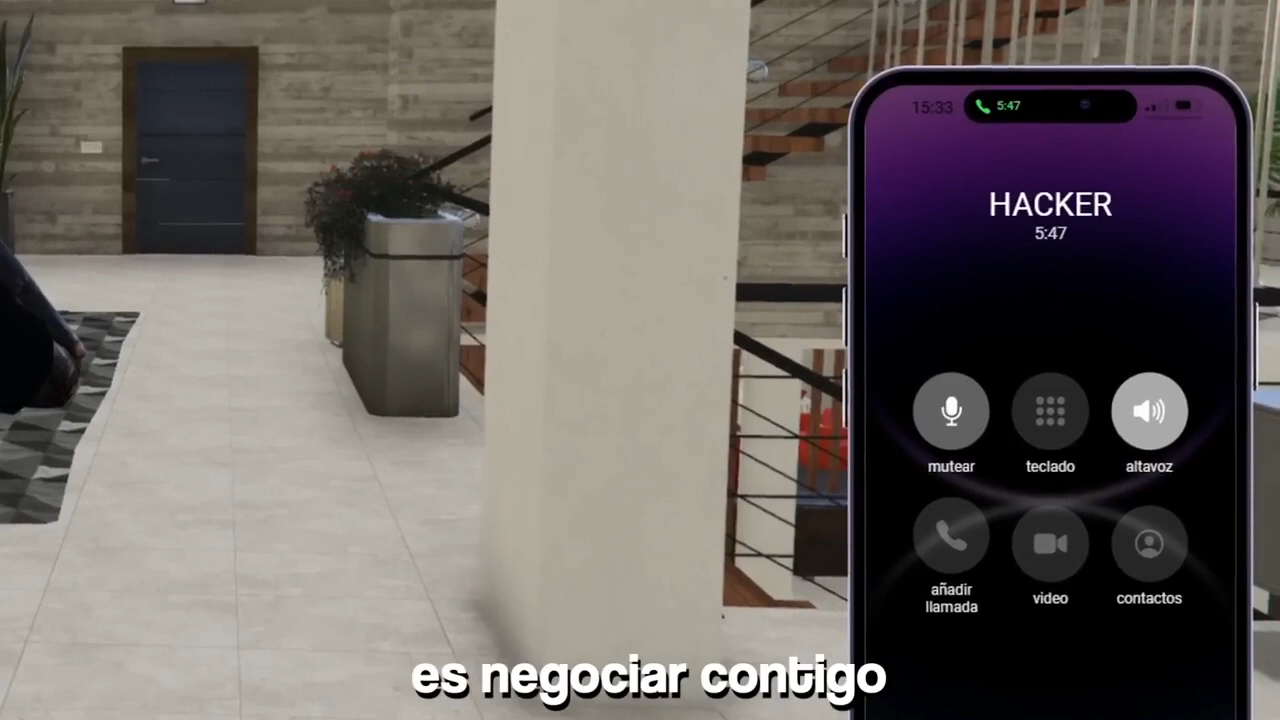 15:33
5:47
HACKER
5:47
mutear
teclado
altavoz
añadir
llamada
video
contactos
es negociar contigo